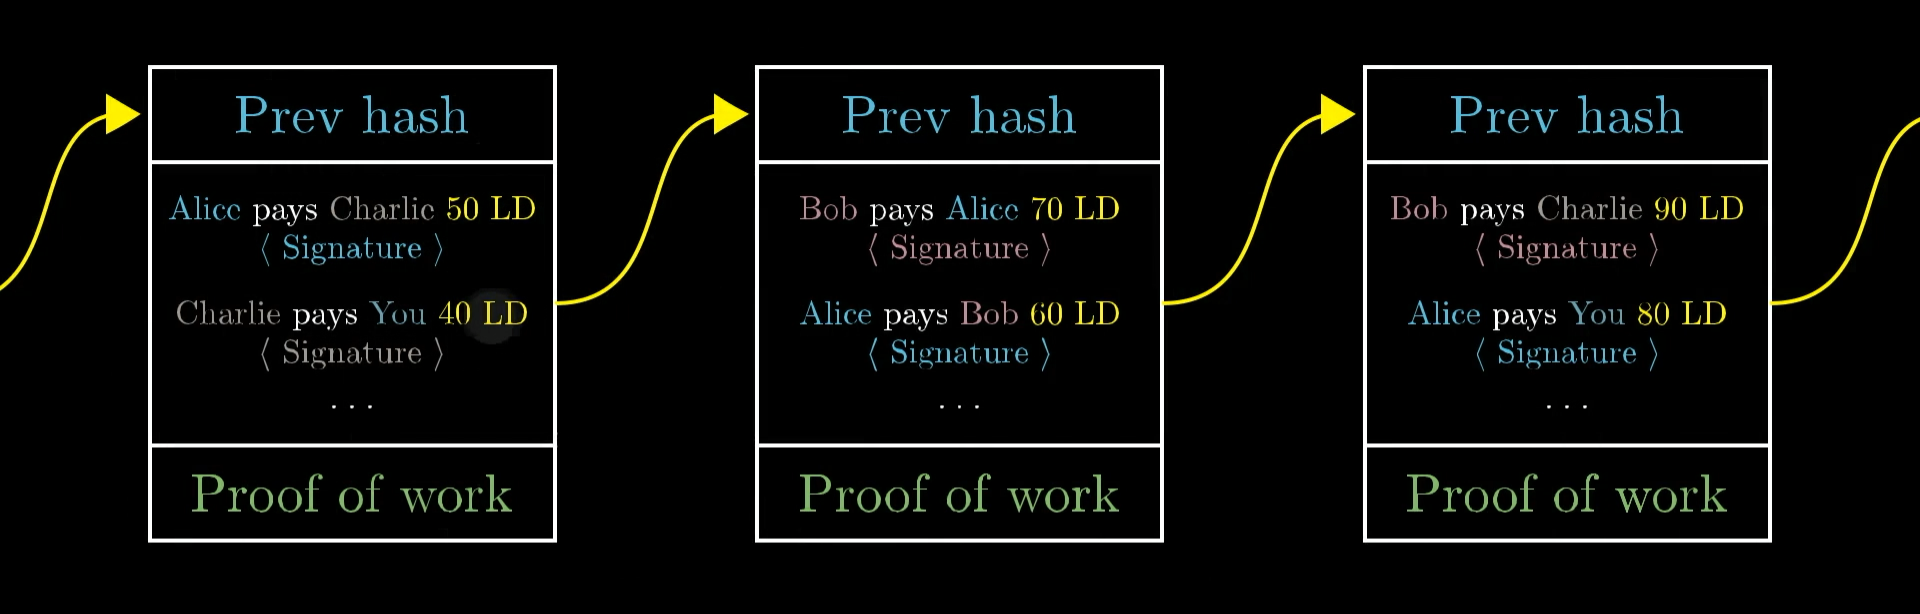 Prev hash
Alice pays Charlie 50 LD
⟨ Signature ⟩
Charlie pays You 40 LD
⟨ Signature ⟩
...
Proof of work
Prev hash
Bob pays Alice 70 LD
⟨ Signature ⟩
Alice pays Bob 60 LD
⟨ Signature ⟩
...
Proof of work
Prev hash
Bob pays Charlie 90 LD
⟨ Signature ⟩
Alice pays You 80 LD
⟨ Signature ⟩
...
Proof of work